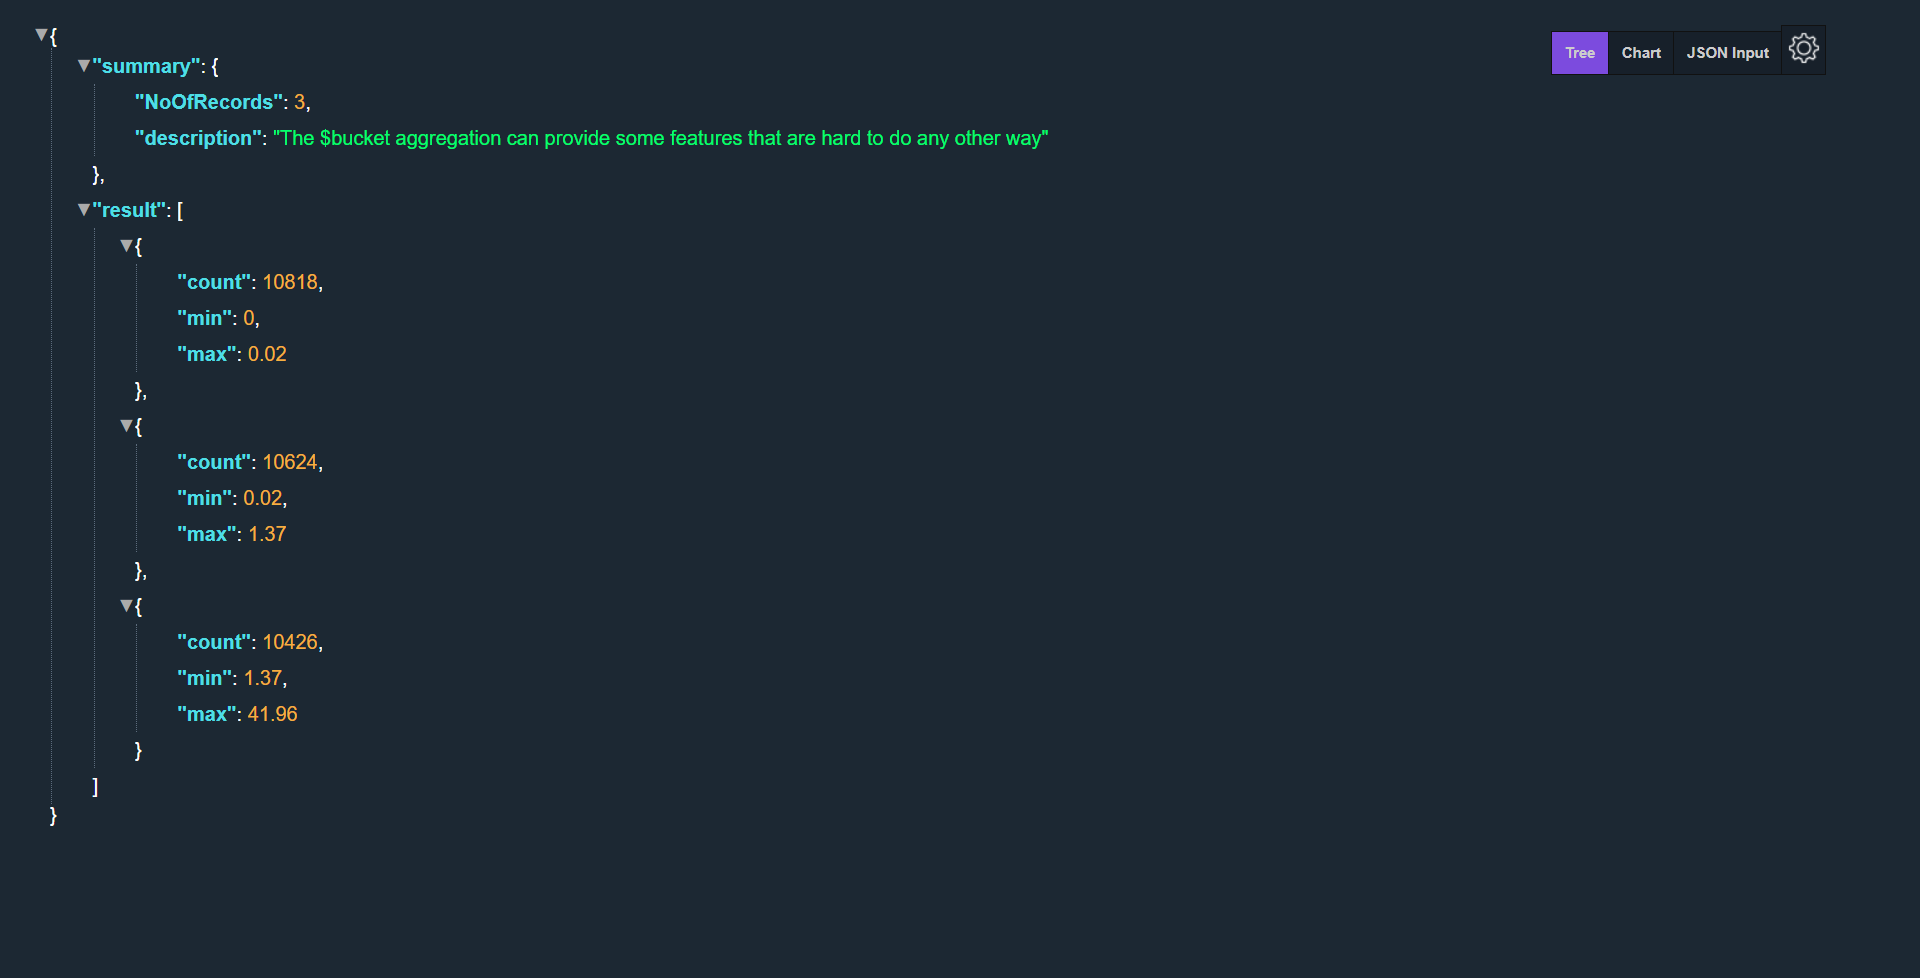 {
Tree Chart JSON Input
"summary": {
"NoOfRecords": 3,
"description": "The $bucket aggregation can provide some features that are hard to do any other way"
},
"result": [
{
"count": 10818,
"min": 0,
"max": 0.02
},
{
"count": 10624,
"min": 0.02,
"max": 1.37
},
{
"count": 10426,
"min": 1.37,
"max": 41.96
}
]
}